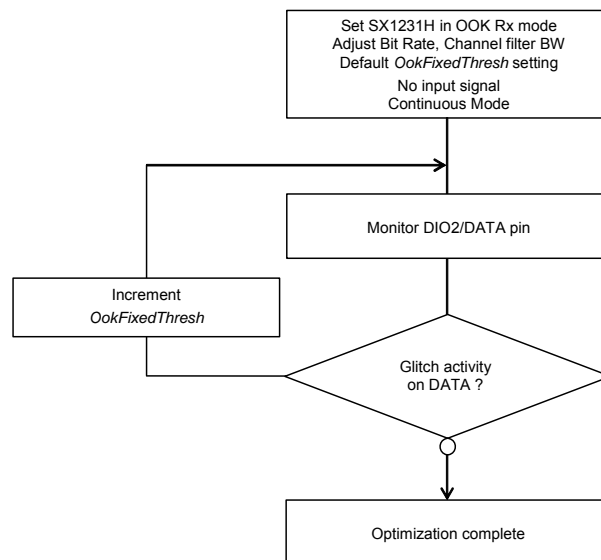 Set SX1231H in OOK Rx mode
Adjust Bit Rate, Channel filter BW
Default OokFixedThresh setting
No input signal
Continuous Mode
Monitor DIO2/DATA pin
Increment
OokFixedThresh
Glitch activity
on DATA ?
Optimization complete